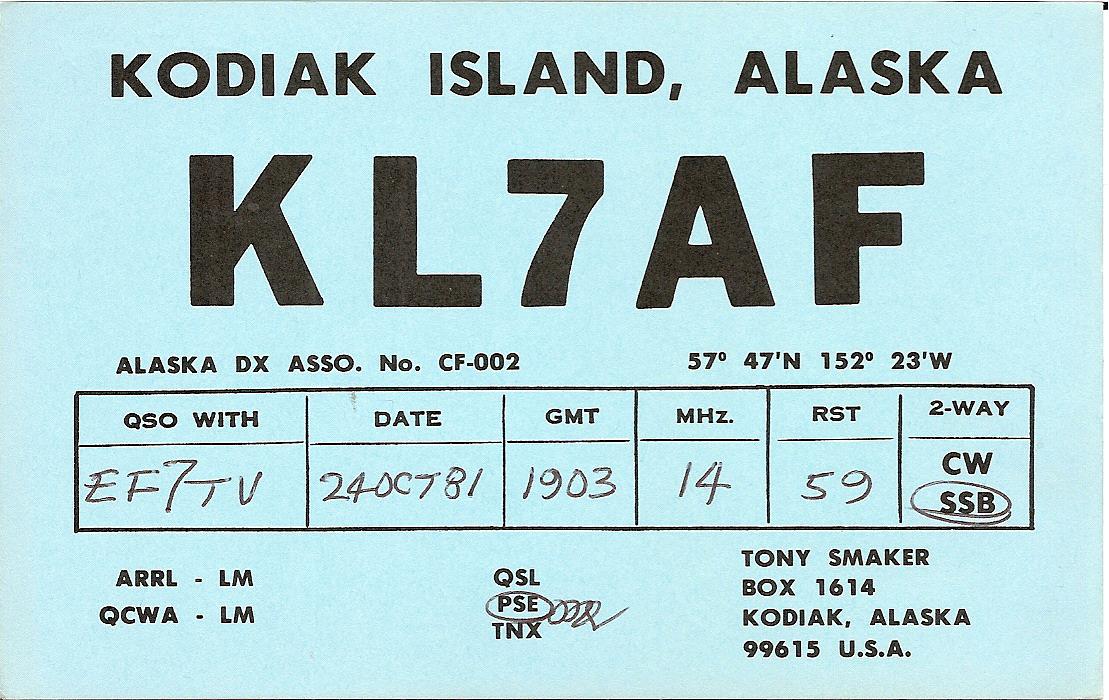 KODIAK ISLAND, ALASKA
KL7AF
ALASKA DX ASSO. No. CF-002 57° 47'N 152° 23'W
QSO WITH DATE GMT MHz. RST 2-WAY
EF7TV 24OCT81 1903 14 59 CW
SSB
ARRL - LM
QCWA - LM
QSL
PSE
TNX
TONY SMAKER
BOX 1614
KODIAK, ALASKA
99615 U.S.A.